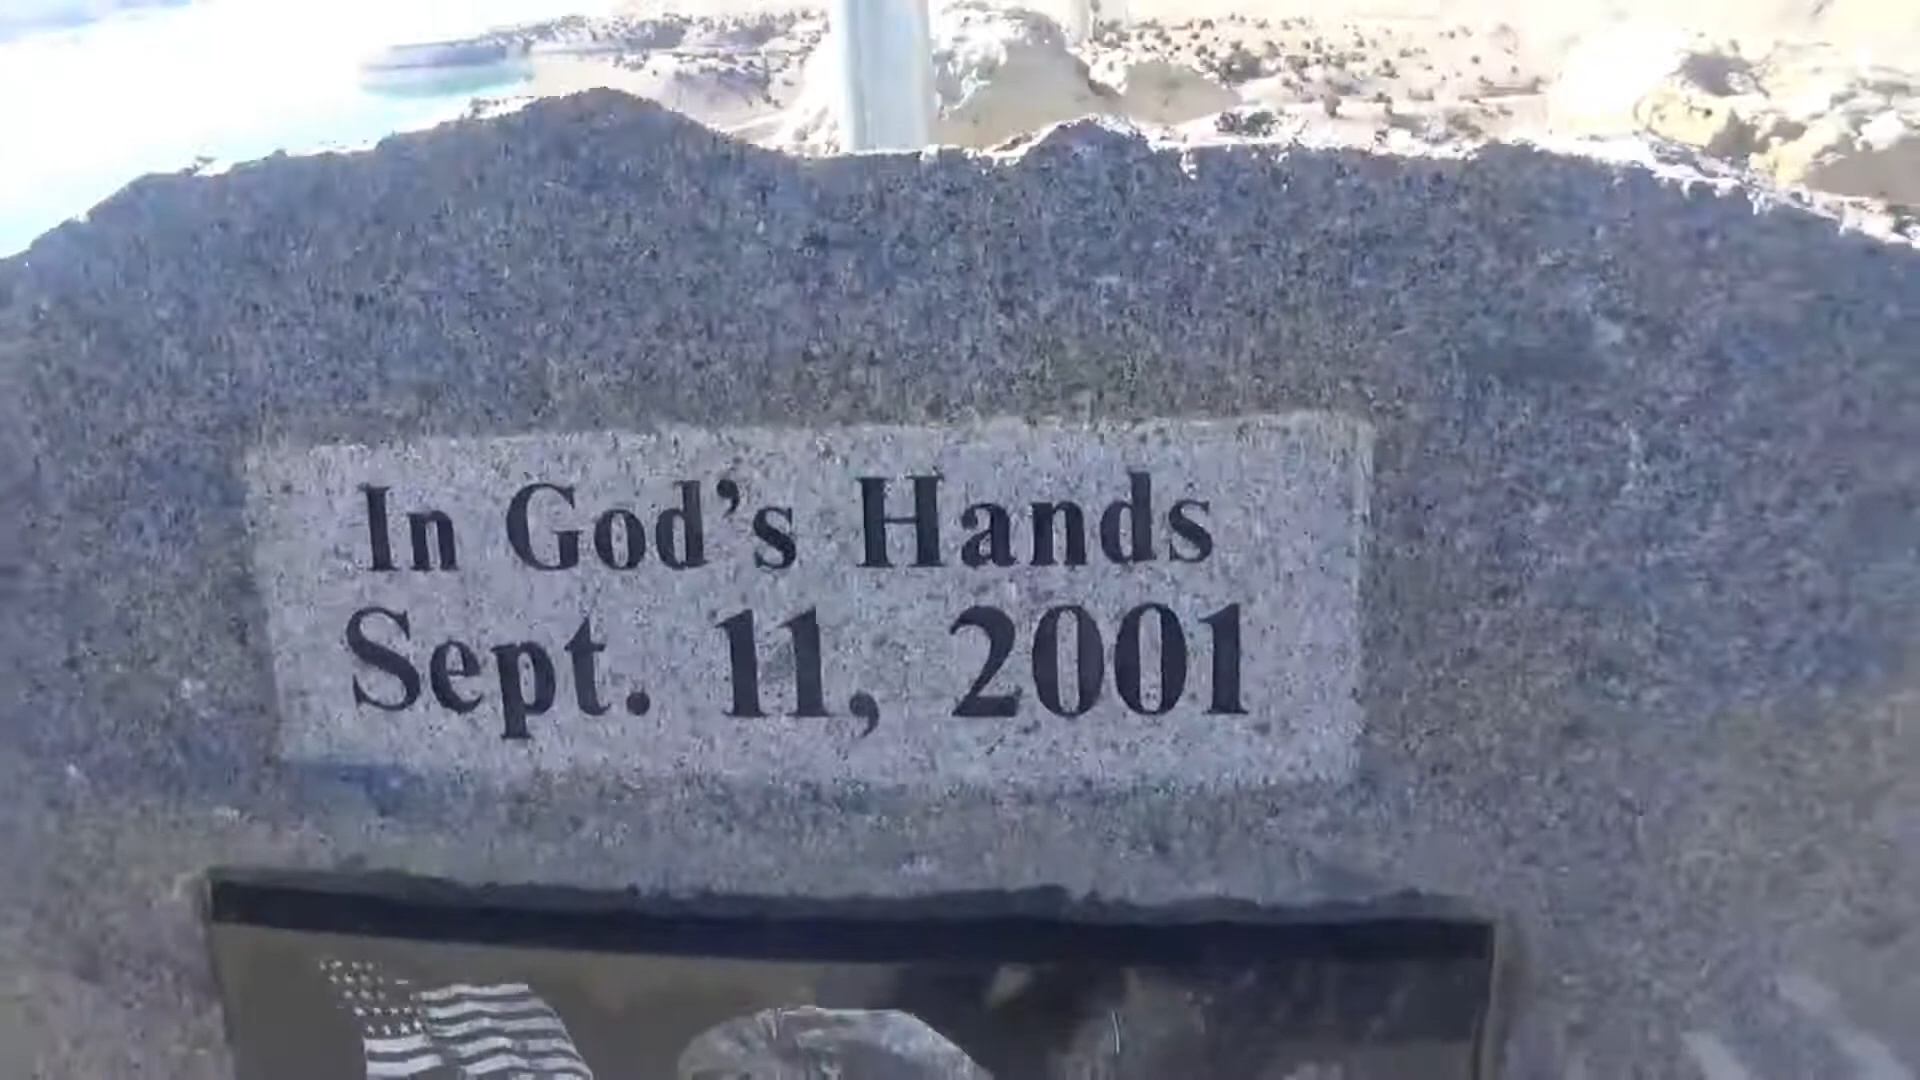 In God’s Hands
Sept. 11, 2001